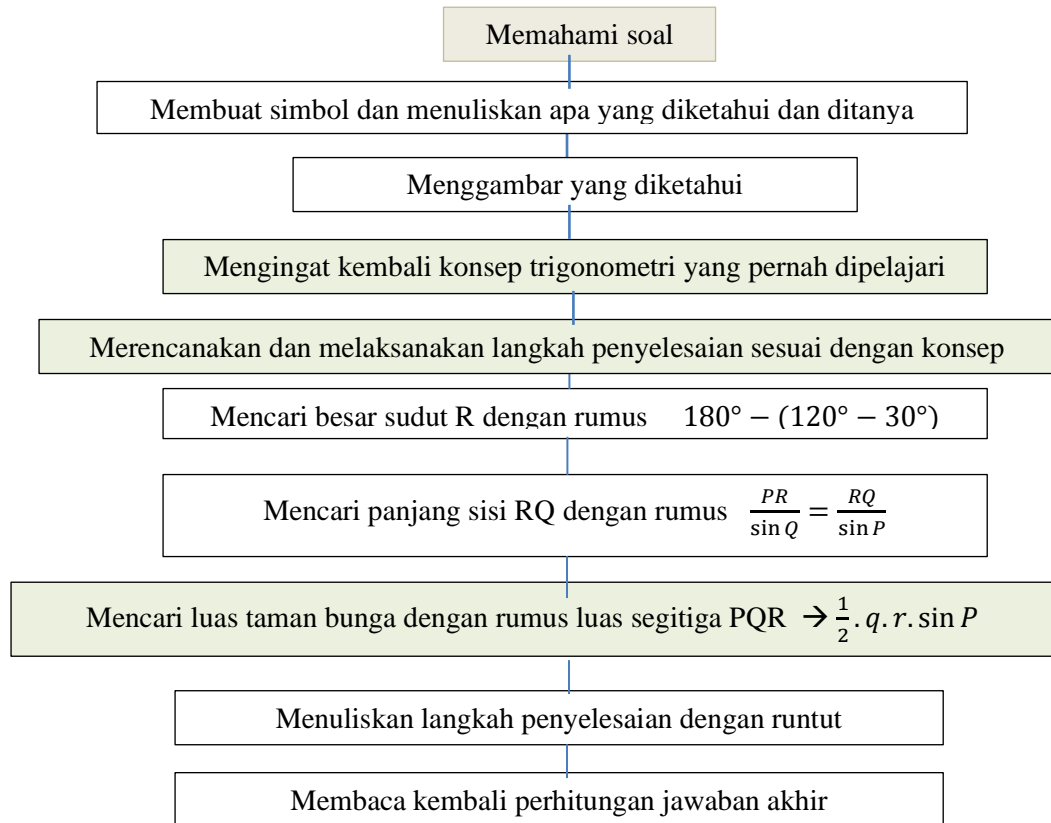 Memahami soal
Membuat simbol dan menuliskan apa yang diketahui dan ditanya
Menggambar yang diketahui
Mengingat kembali konsep trigonometri yang pernah dipelajari
Merencanakan dan melaksanakan langkah penyelesaian sesuai dengan konsep
Mencari besar sudut R dengan rumus 180° − (120° − 30°)
Mencari panjang sisi RQ dengan rumus PR/sin Q = RQ/sin P
Mencari luas taman bunga dengan rumus luas segitiga PQR → 1/2 . q. r. sin P
Menuliskan langkah penyelesaian dengan runtut
Membaca kembali perhitungan jawaban akhir